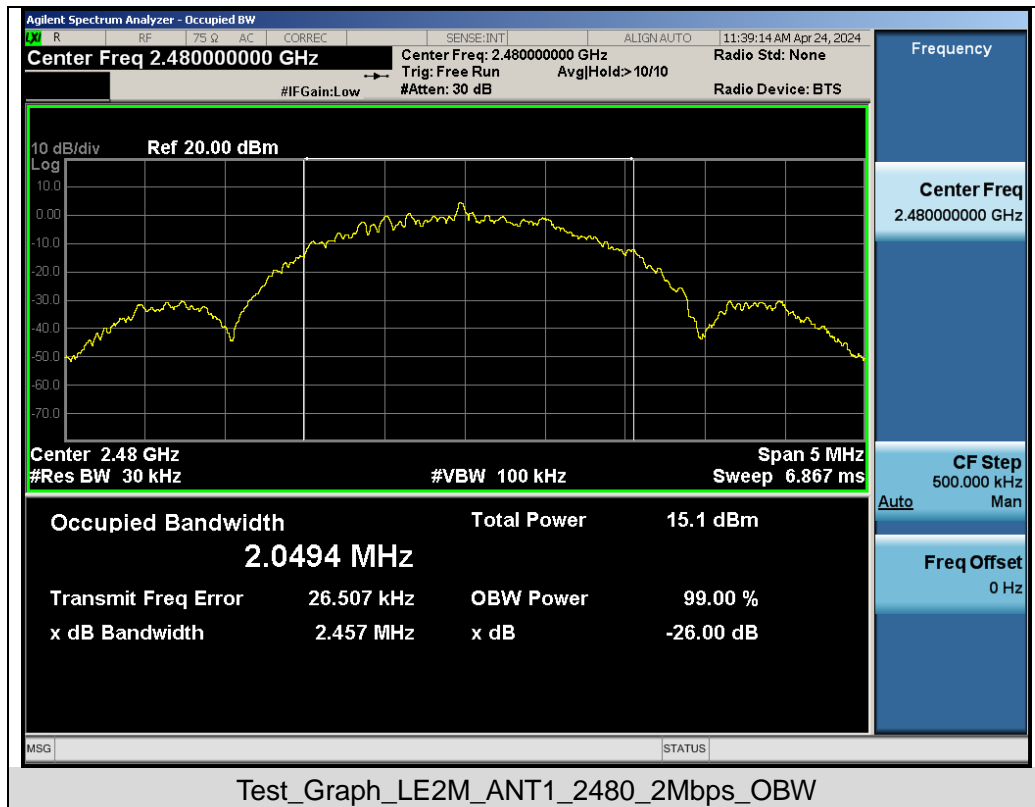 Agilent Spectrum Analyzer - Occupied BW
LXI R RF 75 Ω AC CORREC SENSE:INT ALIGN AUTO 11:39:14 AM Apr 24, 2024
Center Freq 2.480000000 GHz
Center Freq: 2.480000000 GHz Radio Std: None
Trig: Free Run Avg|Hold:>10/10
#IFGain:Low #Atten: 30 dB Radio Device: BTS
Frequency
10 dB/div Ref 20.00 dBm
Log
10.0
0.00
-10.0
-20.0
-30.0
-40.0
-50.0
-60.0
-70.0
Center 2.48 GHz Span 5 MHz
#Res BW 30 kHz #VBW 100 kHz Sweep 6.867 ms
Center Freq
2.480000000 GHz
CF Step
500.000 kHz
Auto Man
Freq Offset
0 Hz
Occupied Bandwidth Total Power 15.1 dBm
2.0494 MHz
Transmit Freq Error 26.507 kHz OBW Power 99.00 %
x dB Bandwidth 2.457 MHz x dB -26.00 dB
MSG STATUS
Test_Graph_LE2M_ANT1_2480_2Mbps_OBW